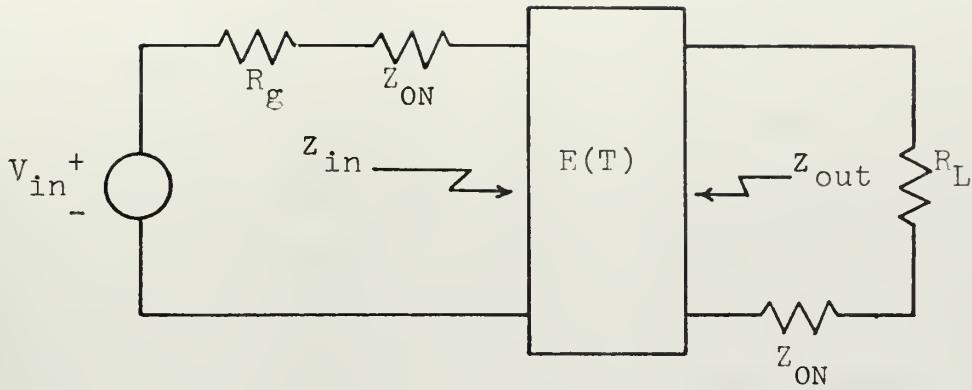 R_g
Z_ON
V_in
+
-
Z_in
E(T)
Z_out
R_L
Z_ON